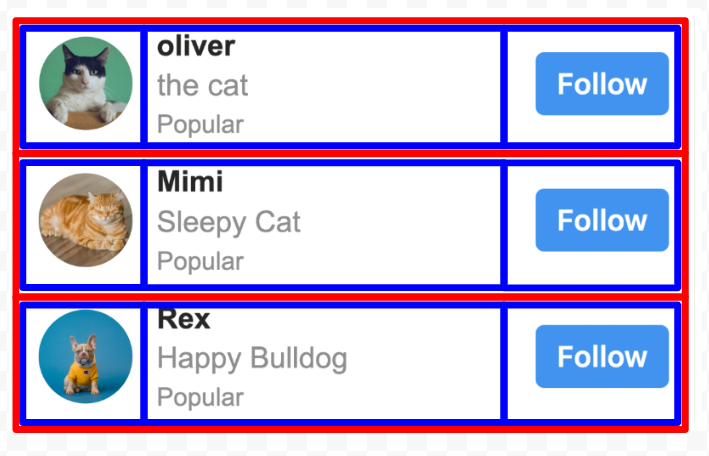 oliver
the cat
Popular
Follow
Mimi
Sleepy Cat
Popular
Follow
Rex
Happy Bulldog
Popular
Follow